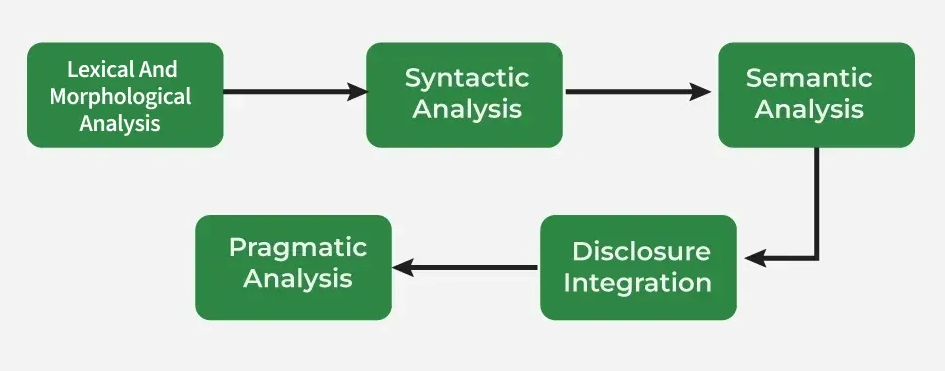 Lexical And
Morphological
Analysis
Syntactic
Analysis
Semantic
Analysis
Disclosure
Integration
Pragmatic
Analysis